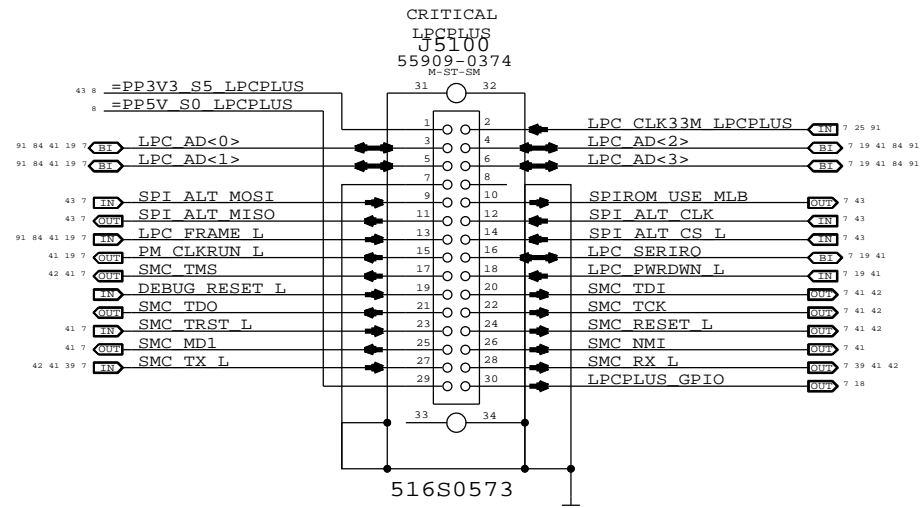 CRITICAL
LPCPLUS
J5100
55909-0374
M-ST-SM
31 32
43 8 =PP3V3_S5_LPCPLUS
8 =PP5V_S0_LPCPLUS
1 2 LPC_CLK33M_LPCPLUS IN 7 25 91
91 84 41 19 7 BI LPC_AD<0> 3 4 LPC_AD<2> BI 7 19 41 84 91
91 84 41 19 7 BI LPC_AD<1> 5 6 LPC_AD<3> BI 7 19 41 84 91
7 8
43 7 IN SPI_ALT_MOSI 9 10 SPIROM_USE_MLB OUT 7 43
43 7 OUT SPI_ALT_MISO 11 12 SPI_ALT_CLK IN 7 43
91 84 41 19 7 IN LPC_FRAME_L 13 14 SPI_ALT_CS_L IN 7 43
41 19 7 OUT PM_CLKRUN_L 15 16 LPC_SERIRQ BI 7 19 41
42 41 7 OUT SMC_TMS 17 18 LPC_PWRDWN_L IN 7 19 41
IN DEBUG_RESET_L 19 20 SMC_TDI OUT 7 41 42
OUT SMC_TDO 21 22 SMC_TCK OUT 7 41 42
41 7 IN SMC_TRST_L 23 24 SMC_RESET_L OUT 7 41 42
41 7 OUT SMC_MD1 25 26 SMC_NMI OUT 7 41
42 41 39 7 IN SMC_TX_L 27 28 SMC_RX_L OUT 7 39 41 42
29 30 LPCPLUS_GPIO OUT 7 18
33 34
516S0573